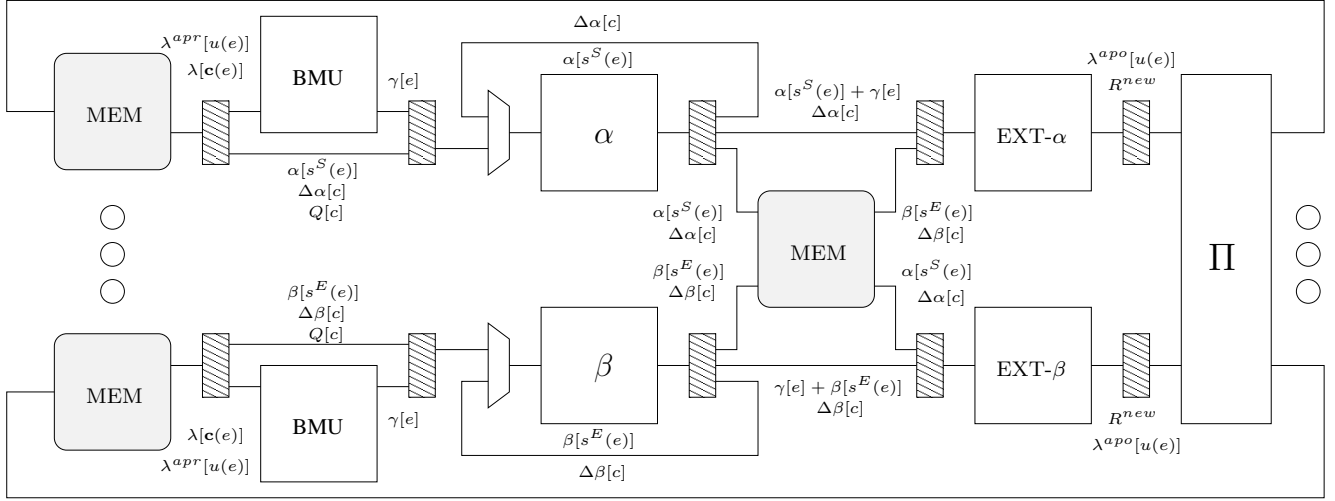 Δα[c]
λ^{apr}[u(e)]
λ[c(e)]
BMU
γ[e]
α[s^S(e)]
λ^{apo}[u(e)]
R^{new}
MEM
α
α[s^S(e)] + γ[e]
Δα[c]
EXT-α
α[s^S(e)]
Δα[c]
Q[c]
α[s^S(e)]
Δα[c]
MEM
β[s^E(e)]
Δβ[c]
∏
β[s^E(e)]
Δβ[c]
α[s^S(e)]
Δα[c]
β[s^E(e)]
Δβ[c]
Q[c]
MEM
β
EXT-β
γ[e] + β[s^E(e)]
Δβ[c]
BMU
γ[e]
λ[c(e)]
λ^{apr}[u(e)]
β[s^E(e)]
Δβ[c]
R^{new}
λ^{apo}[u(e)]